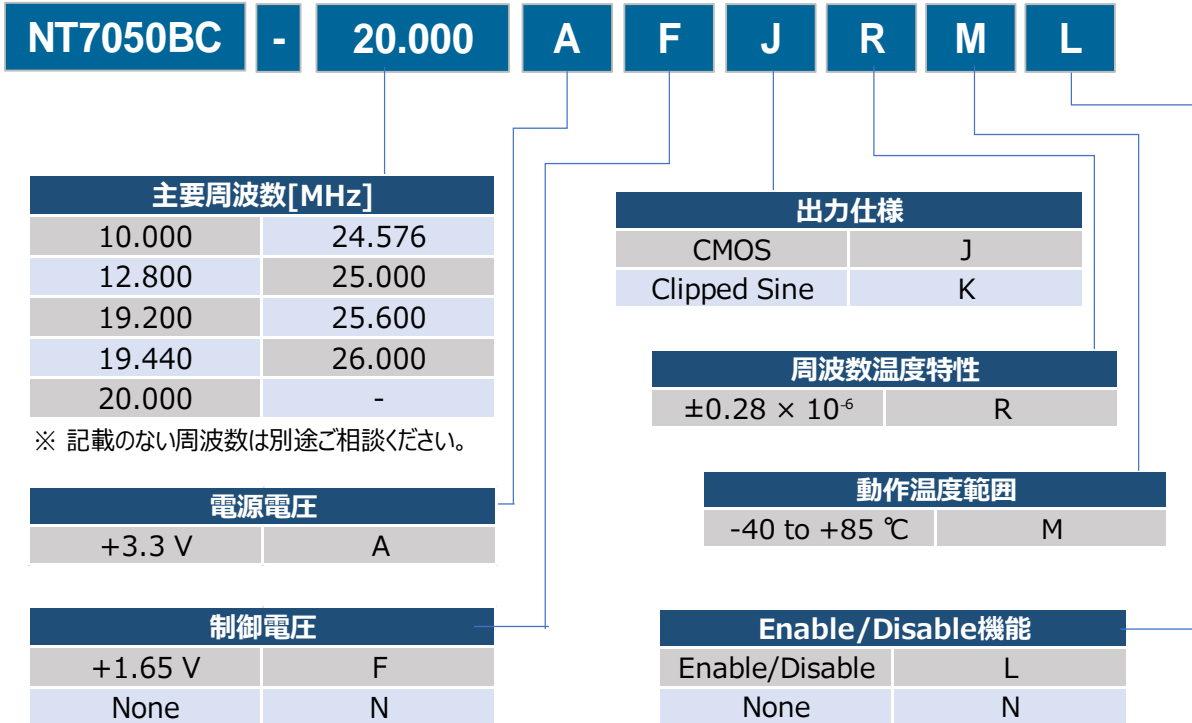 NT7050BC - 20.000 A F J R M L
主要周波数[MHz]
10.000 24.576
12.800 25.000
19.200 25.600
19.440 26.000
20.000 -
※ 記載のない周波数は別途ご相談ください。
電源電圧
+3.3 V A
制御電圧
+1.65 V F
None N
出力仕様
CMOS J
Clipped Sine K
周波数温度特性
±0.28 × 10⁻⁶ R
動作温度範囲
-40 to +85 ℃ M
Enable/Disable機能
Enable/Disable L
None N